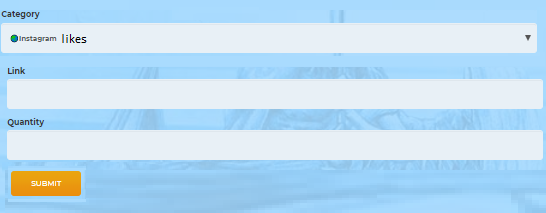 Category
Instagram likes
Link
Quantity
SUBMIT